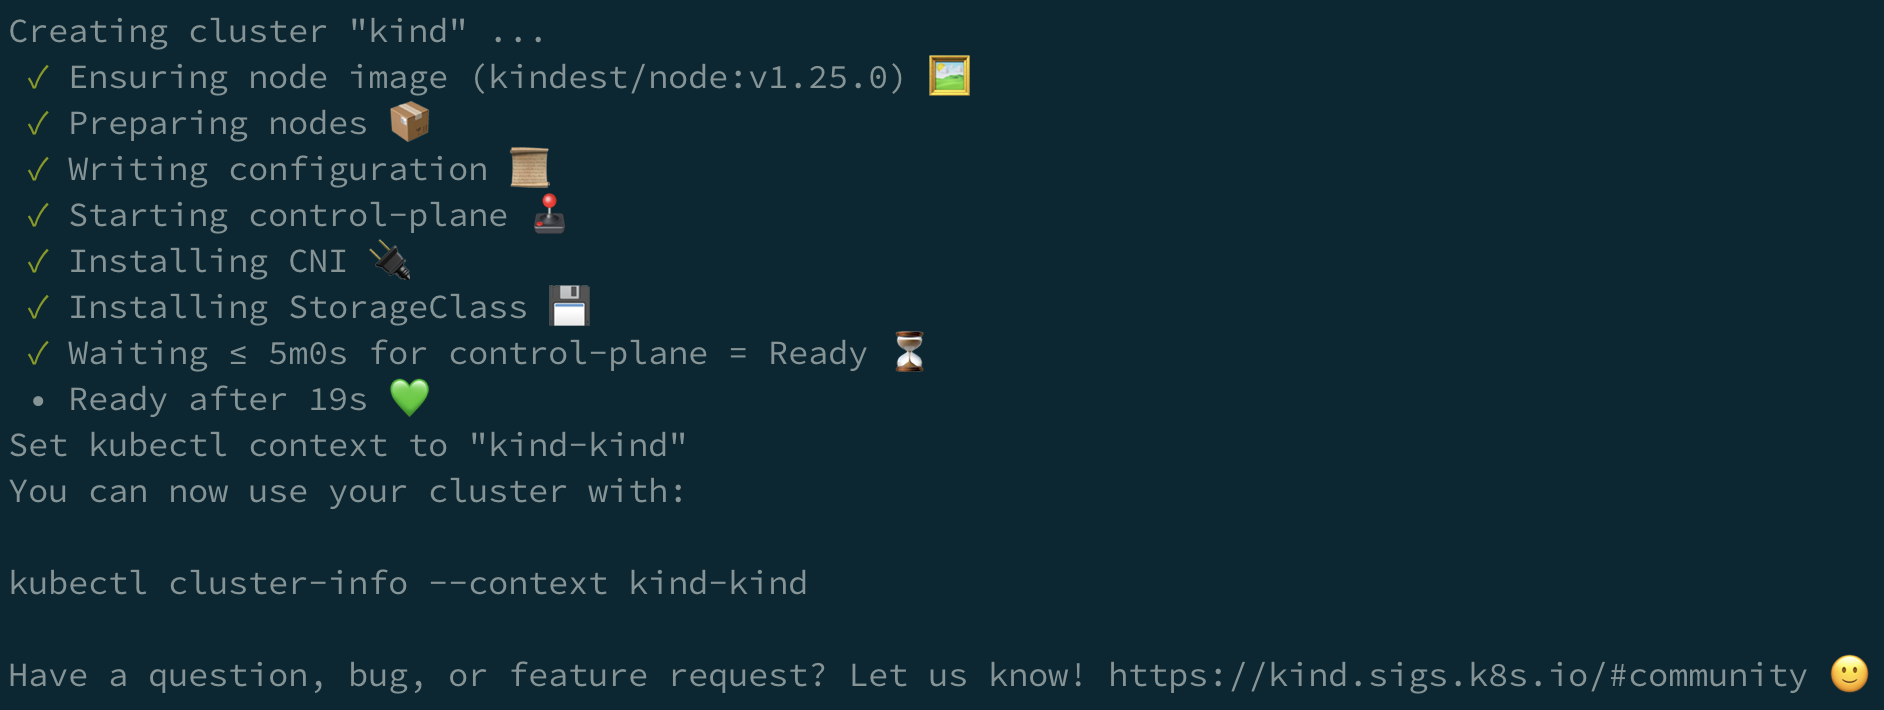 Creating cluster "kind" ...
 ✓ Ensuring node image (kindest/node:v1.25.0) 🖼
 ✓ Preparing nodes 📦
 ✓ Writing configuration 📜
 ✓ Starting control-plane 🕹️
 ✓ Installing CNI 🔌
 ✓ Installing StorageClass 💾
 ✓ Waiting ≤ 5m0s for control-plane = Ready ⏳
 • Ready after 19s 💚
Set kubectl context to "kind-kind"
You can now use your cluster with:

kubectl cluster-info --context kind-kind

Have a question, bug, or feature request? Let us know! https://kind.sigs.k8s.io/#community 🙂